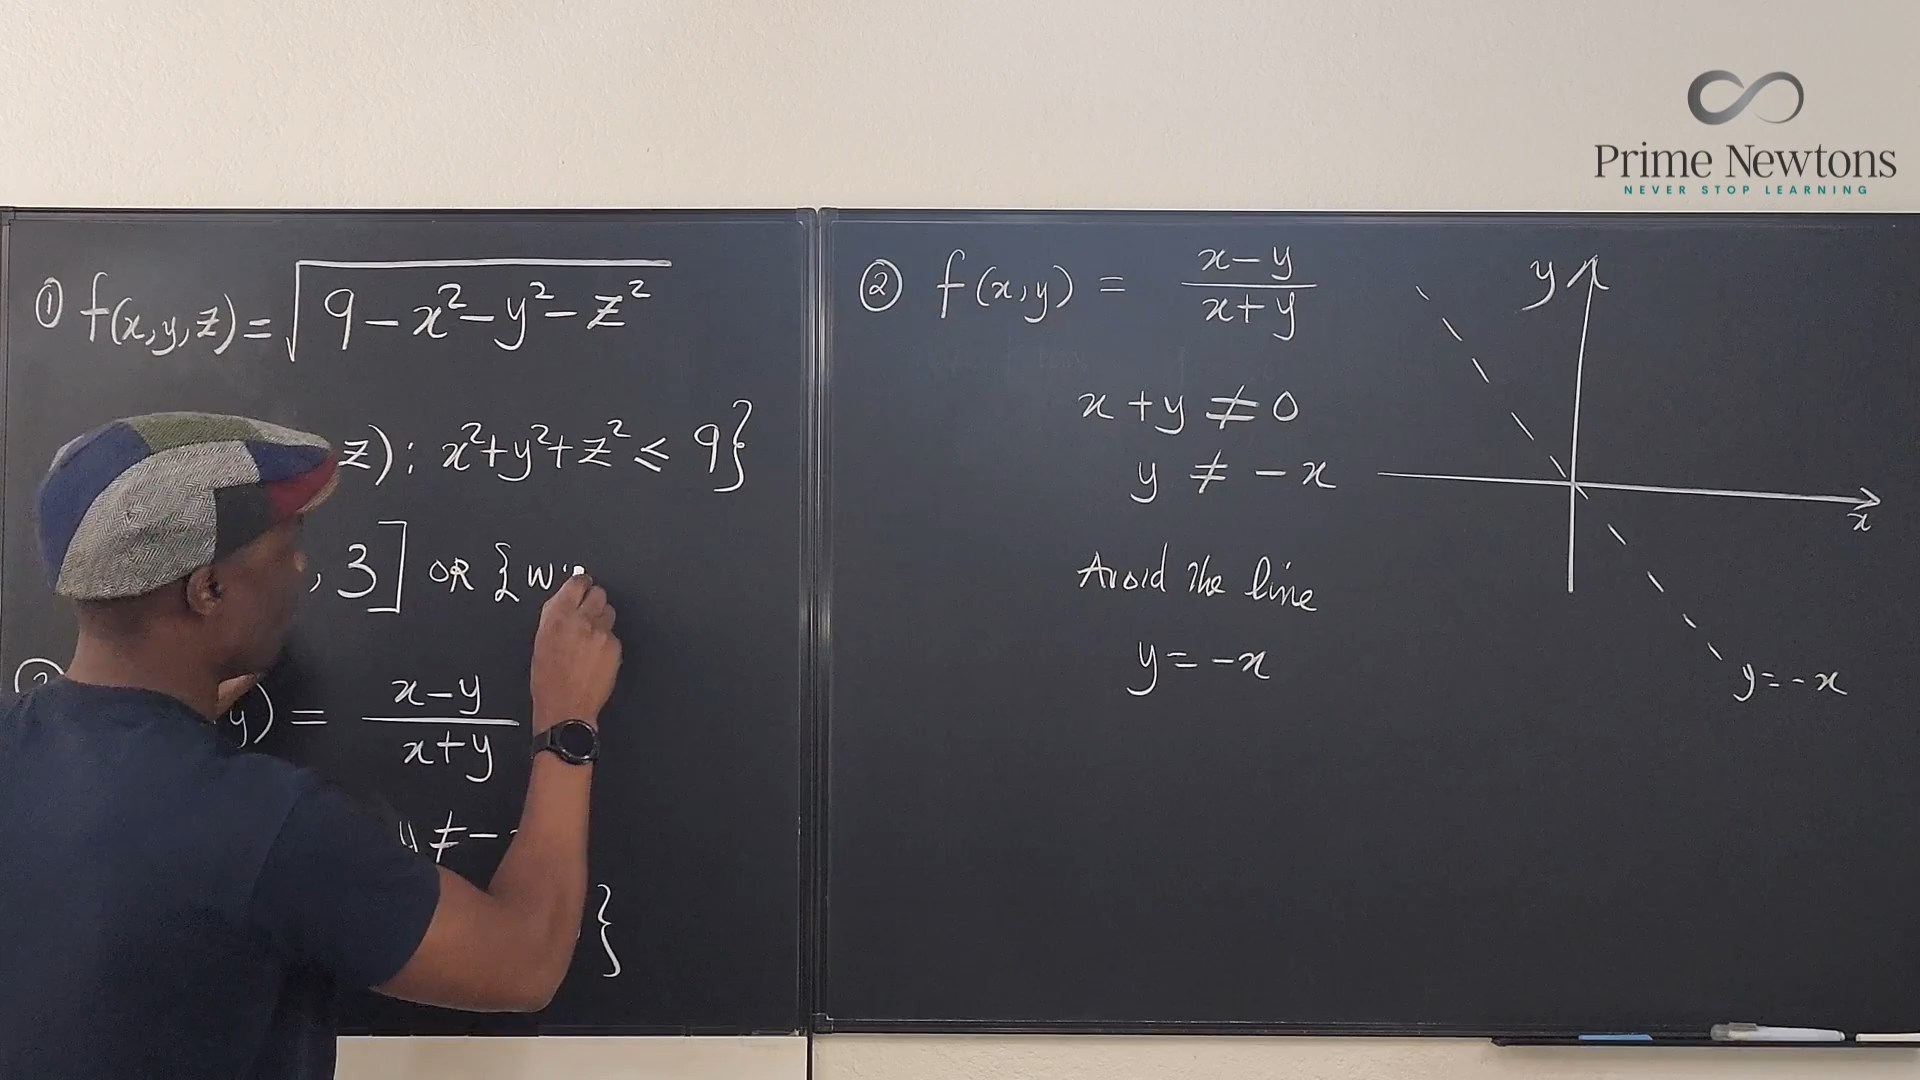 Prime Newtons
NEVER STOP LEARNING
① f(x,y,z) = √(9 - x² - y² - z²)
z): x²+y²+z² ≤ 9}
, 3] OR {w:
y) = (x-y)/(x+y)
y ≠ -
}
② f(x,y) = (x-y)/(x+y)
x + y ≠ 0
y ≠ - x
Avoid the line
y = -x
y
x
y = - x